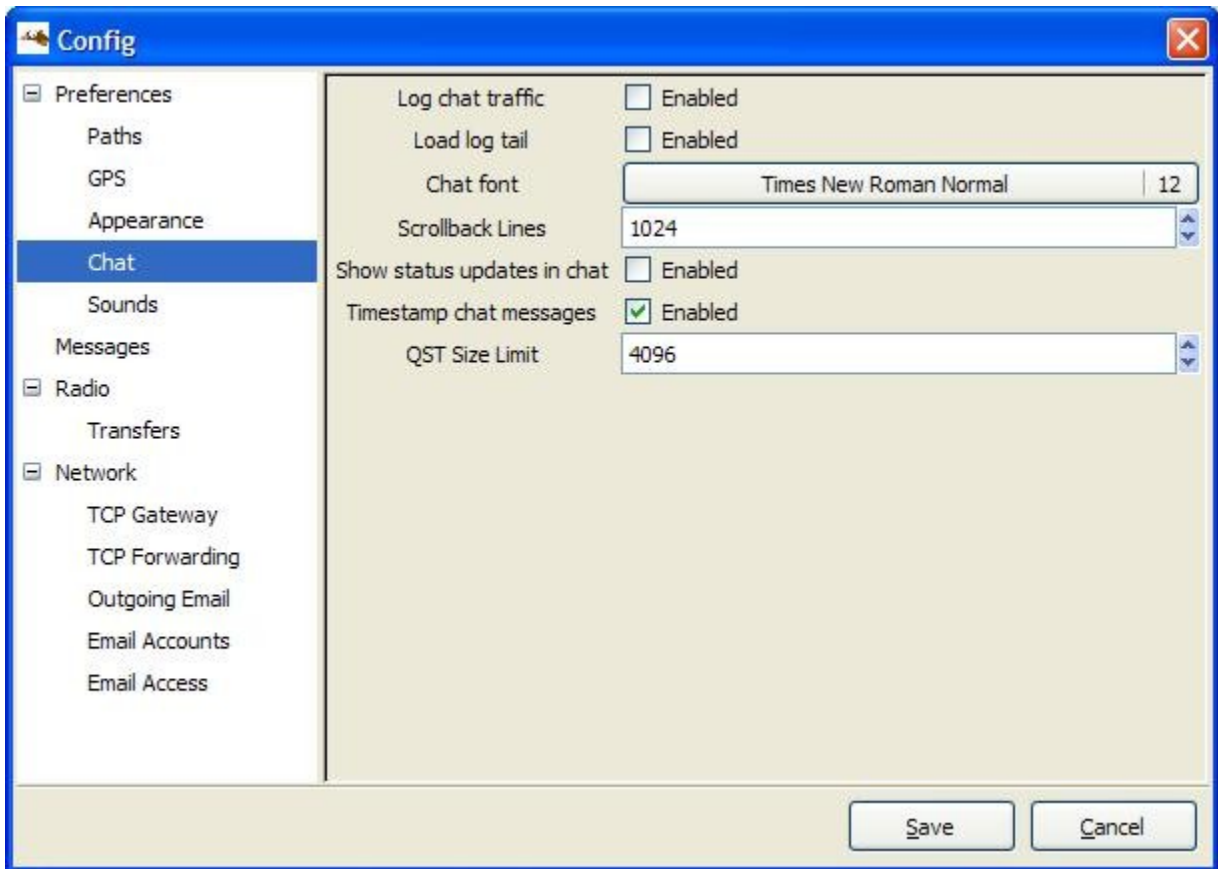 Config
Preferences
Paths
GPS
Appearance
Chat
Sounds
Messages
Radio
Transfers
Network
TCP Gateway
TCP Forwarding
Outgoing Email
Email Accounts
Email Access
Log chat traffic Enabled
Load log tail Enabled
Chat font Times New Roman Normal 12
Scrollback Lines 1024
Show status updates in chat Enabled
Timestamp chat messages Enabled
QST Size Limit 4096
Save Cancel